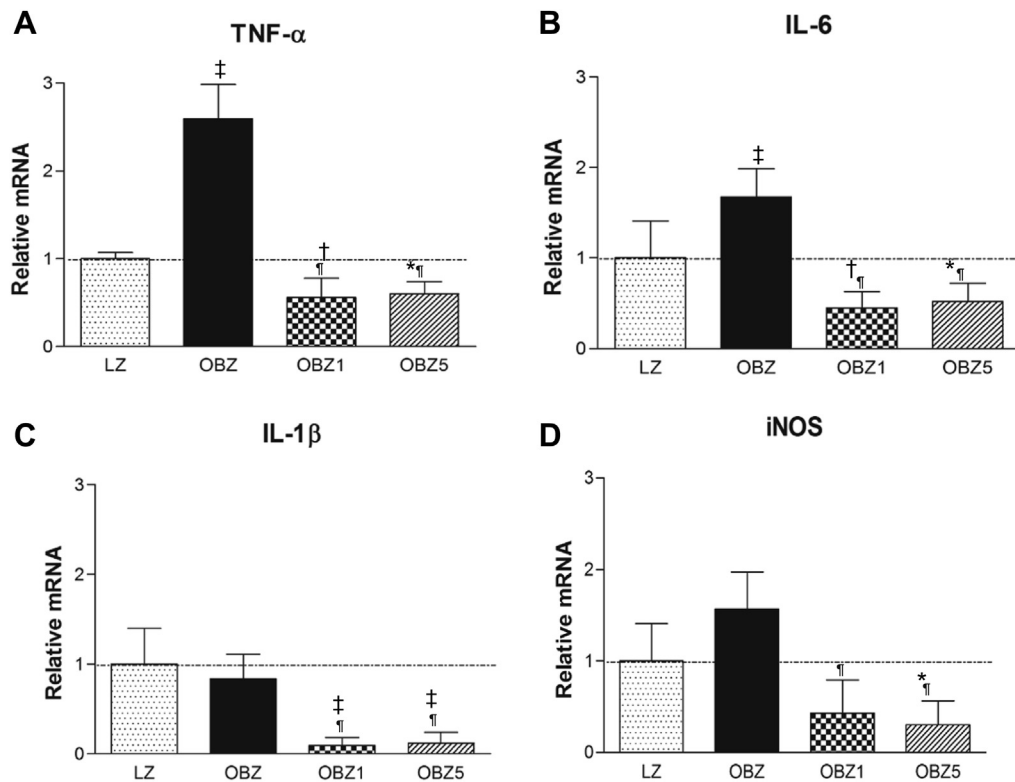 A
TNF-α
Relative mRNA
3
2
1
0
‡
†
¶
*¶
LZ OBZ OBZ1 OBZ5
B
IL-6
Relative mRNA
3
2
1
0
‡
†¶
*¶
LZ OBZ OBZ1 OBZ5
C
IL-1β
Relative mRNA
3
2
1
0
‡ ‡
¶ ¶
LZ OBZ OBZ1 OBZ5
D
iNOS
Relative mRNA
3
2
1
0
¶
*
¶
LZ OBZ OBZ1 OBZ5